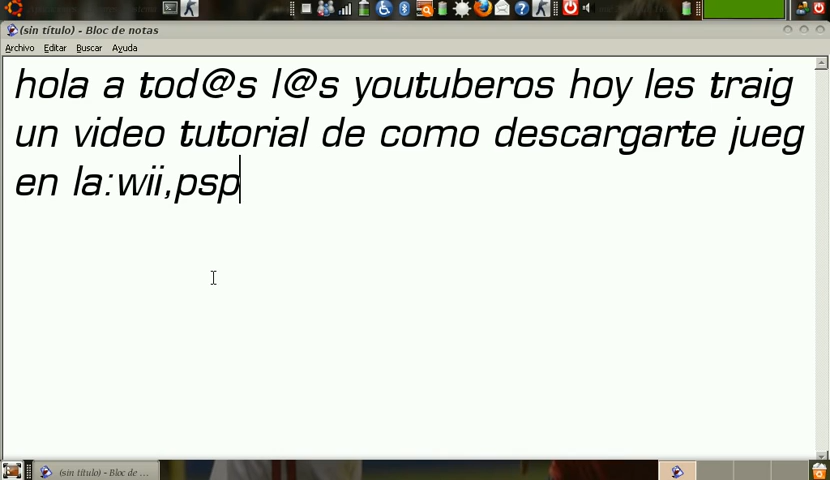 (sin título) - Bloc de notas
Archivo Editar Buscar Ayuda
hola a tod@s l@s youtuberos hoy les traig
un video tutorial de como descargarte jueg
en la:wii,psp
(sin título) - Bloc de ...